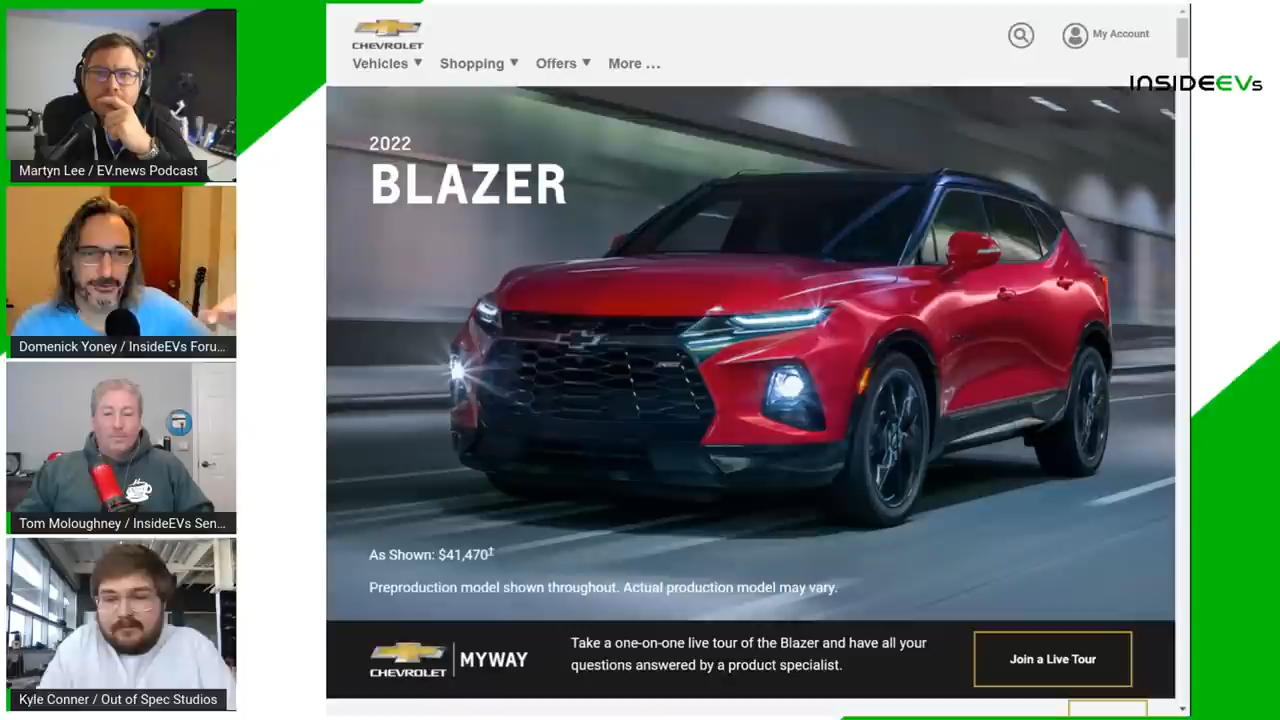 Martyn Lee / EV.news Podcast
Domenick Yoney / InsideEVs Foru...
Tom Moloughney / InsideEVs Sen...
Kyle Conner / Out of Spec Studios
CHEVROLET
Vehicles ▼ Shopping ▼ Offers ▼ More ...
My Account
INSIDEEVs
2022
BLAZER
As Shown: $41,470‡
Preproduction model shown throughout. Actual production model may vary.
CHEVROLET
MYWAY
Take a one-on-one live tour of the Blazer and have all your
questions answered by a product specialist.
Join a Live Tour